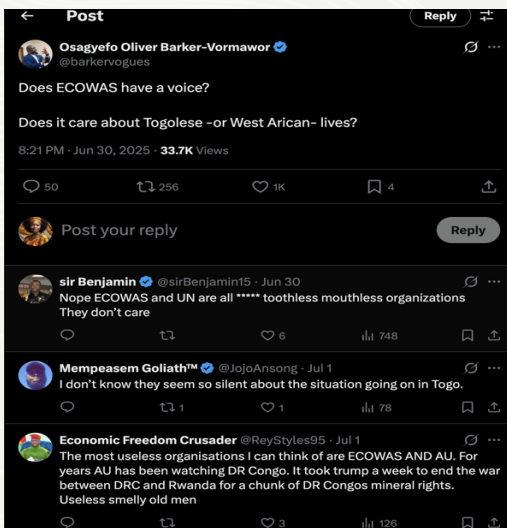 Post
Reply
Osagyefo Oliver Barker-Vormawor
@barkervogues
Does ECOWAS have a voice?
Does it care about Togolese -or West Arican- lives?
8:21 PM · Jun 30, 2025 · 33.7K Views
50 256 1K 4
Post your reply
Reply
sir Benjamin @sirBenjamin15 · Jun 30
Nope ECOWAS and UN are all ***** toothless mouthless organizations
They don't care
6 748
Mempeasem Goliath™ @JojoAnsong · Jul 1
I don't know they seem so silent about the situation going on in Togo.
1 1 78
Economic Freedom Crusader @ReyStyles95 · Jul 1
The most useless organisations I can think of are ECOWAS AND AU. For
years AU has been watching DR Congo. It took trump a week to end the war
between DRC and Rwanda for a chunk of DR Congos mineral rights.
Useless smelly old men
3 126